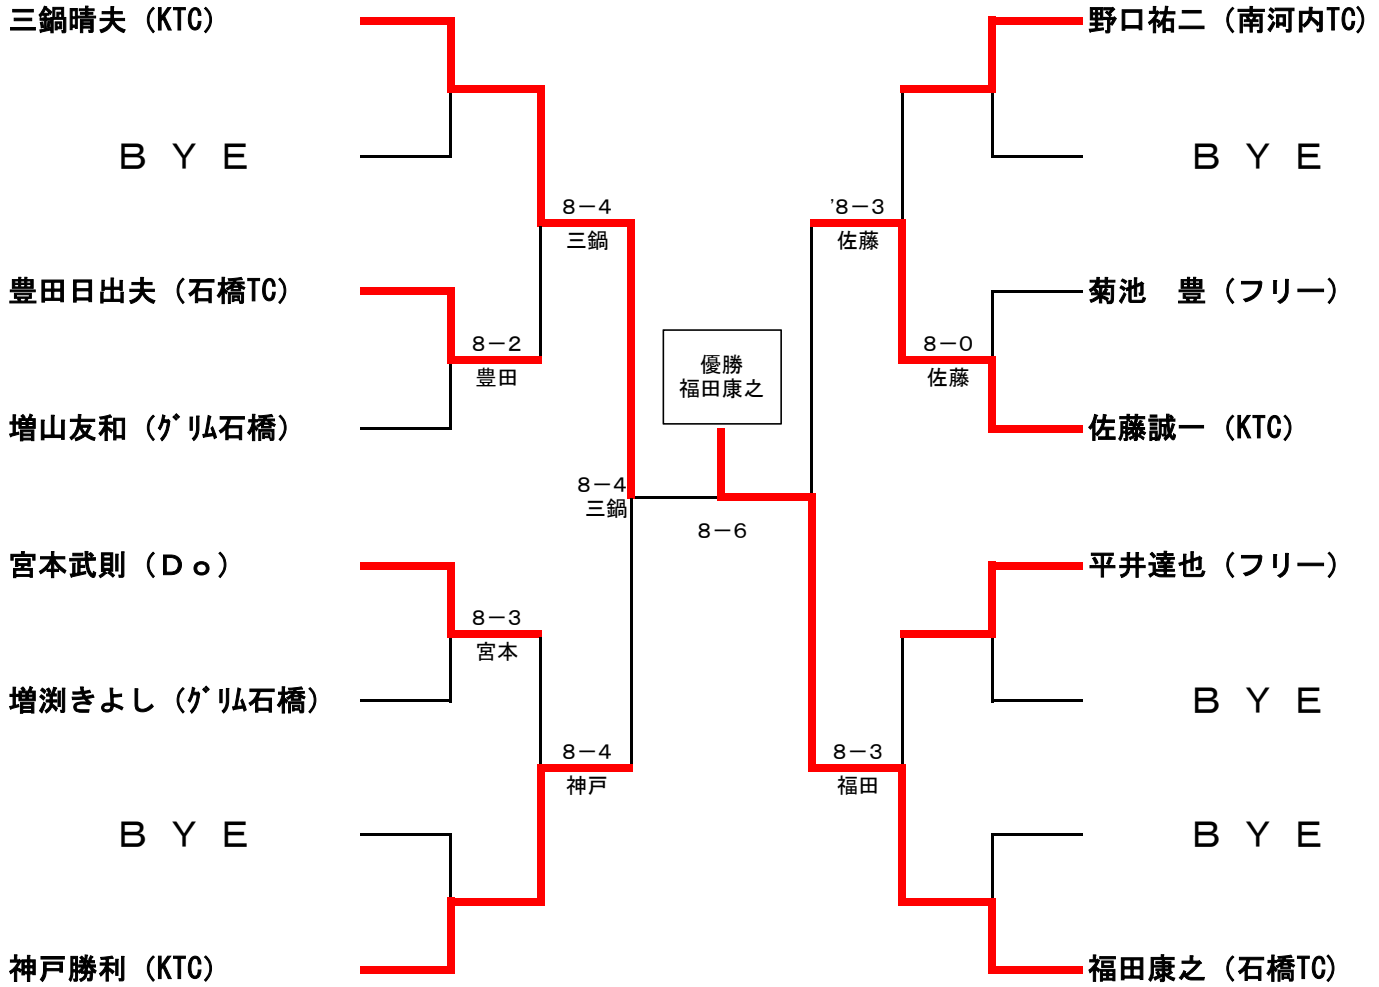 三鍋晴夫（KTC）
ＢＹＥ
８－４
三鍋
豊田日出夫（石橋TC）
８－２
豊田
増山友和（ｸﾞﾘﾑ石橋）
８－４
三鍋
宮本武則（Ｄｏ）
８－３
宮本
増渕きよし（ｸﾞﾘﾑ石橋）
８－４
神戸
ＢＹＥ
神戸勝利（KTC）
優勝
福田康之
８－６
野口祐二（南河内TC）
ＢＹＥ
'８－３
佐藤
菊池　豊（フリー）
８－０
佐藤
佐藤誠一（KTC）
平井達也（フリー）
ＢＹＥ
８－３
福田
ＢＹＥ
福田康之（石橋TC）